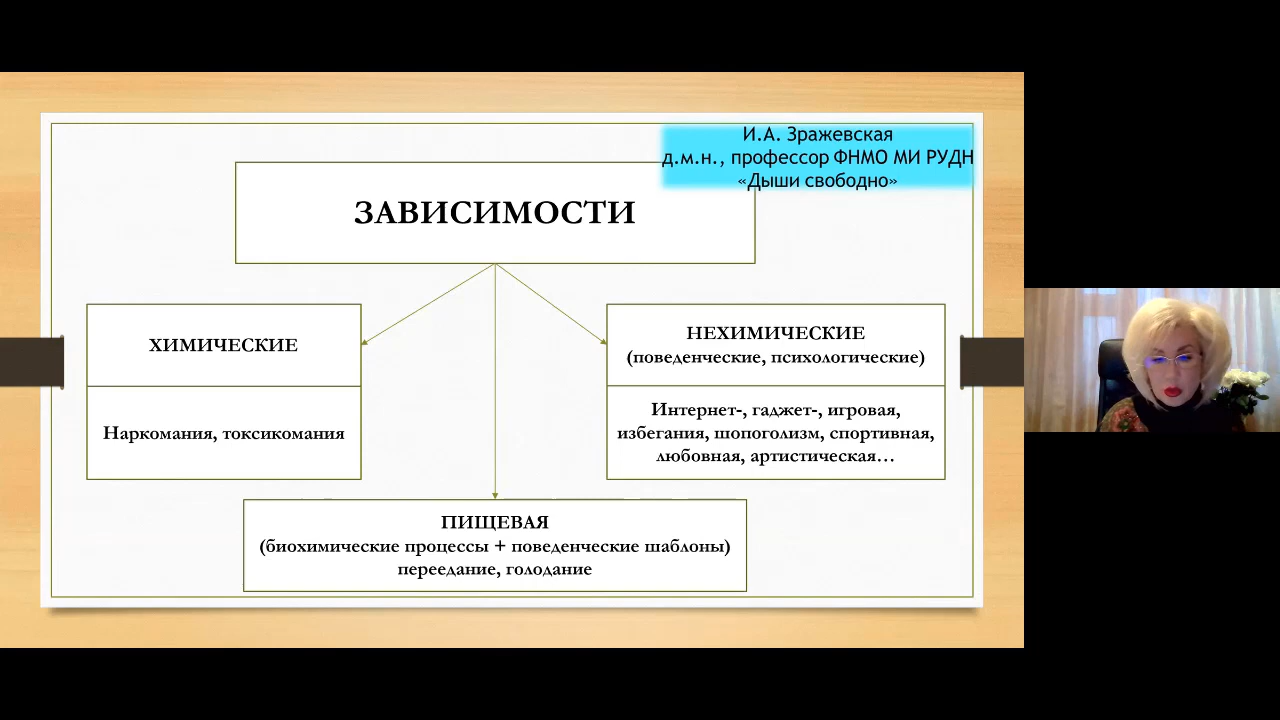 И.А. Зражевская
д.м.н., профессор ФНМО МИ РУДН
«Дыши свободно»
ЗАВИСИМОСТИ
ХИМИЧЕСКИЕ
Наркомания, токсикомания
НЕХИМИЧЕСКИЕ
(поведенческие, психологические)
Интернет-, гаджет-, игровая,
избегания, шопоголизм, спортивная,
любовная, артистическая…
ПИЩЕВАЯ
(биохимические процессы + поведенческие шаблоны)
переедание, голодание